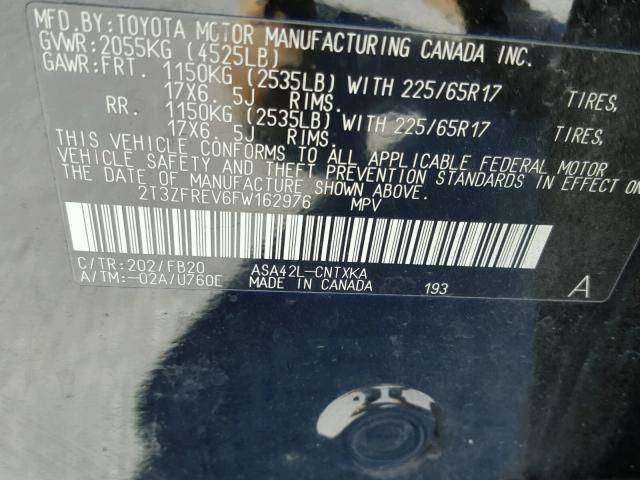 MFD. BY: TOYOTA MOTOR MANUFACTURING CANADA INC.
GVWR: 2055KG (4525LB)
GAWR: FRT. 1150KG (2535LB) WITH 225/65R17 TIRES,
17X6. 5J RIMS.
RR. 1150KG (2535LB) WITH 225/65R17 TIRES,
17X6. 5J RIMS.
THIS VEHICLE CONFORMS TO ALL APPLICABLE FEDERAL MOTOR
VEHICLE SAFETY AND THEFT PREVENTION STANDARDS IN EFFECT ON
THE DATE OF MANUFACTURE SHOWN ABOVE.
2T3ZFREV6FW162976 MPV
C/TR: 202/FB20 ASA42L-CNTXKA
A/TM: -02A/U760E MADE IN CANADA 193 A